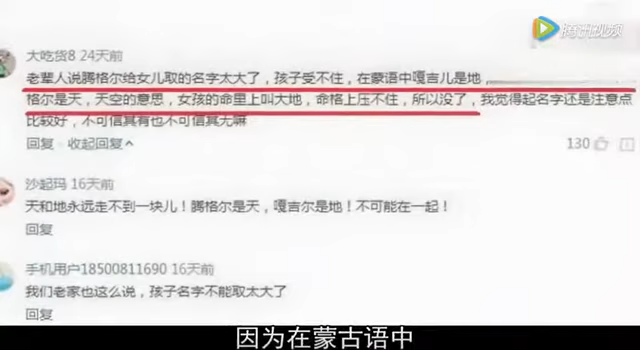 腾讯视频
大吃货8 24天前
老辈人说腾格尔给女儿取的名字太大了，孩子受不住，在蒙语中嘎吉儿是地，
格尔是天，天空的意思，女孩的命里上叫大地，命格上压不住，所以没了，我觉得起名字还是注意点
比较好，不可信其有也不可信其无嘛
回复 收起回复 130
沙起玛 16天前
天和地永远走不到一块儿！腾格尔是天，嘎吉尔是地！不可能在一起！
回复
手机用户18500811690 16天前
我们老家也这么说，孩子名字不能取太大了
回复
因为在蒙古语中